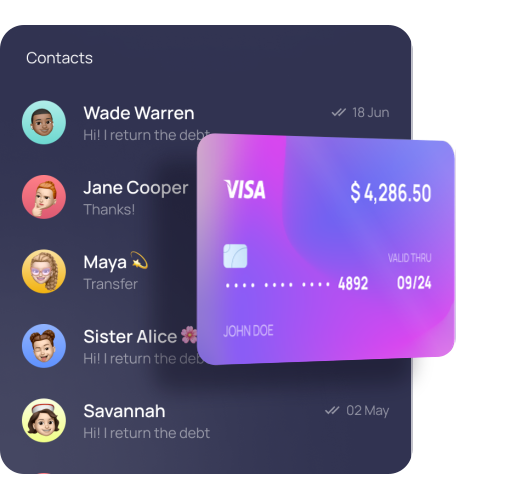 Contacts
Wade Warren
18 Jun
Hi! I return the debt
Jane Cooper
Thanks!
Maya 💫
Transfer
Sister Alice 🌸
Hi! I return the deb
Savannah
02 May
Hi! I return the debt
VISA
$ 4,286.50
VALID THRU
•••• •••• •••• 4892
09/24
JOHN DOE